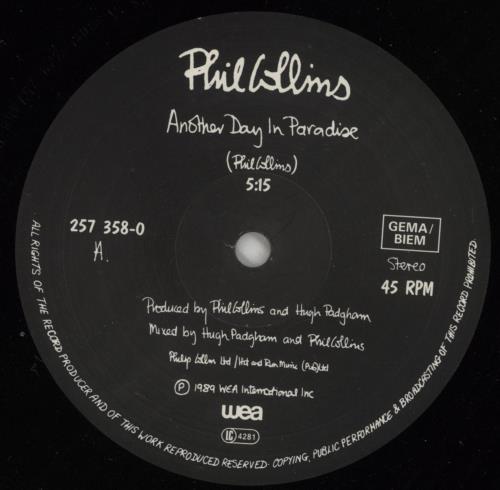 Phil Collins
Another Day In Paradise
(Phil Collins)
5:15
257 358-0
A.
GEMA/
BIEM
Stereo
45 RPM
Produced by Phil Collins and Hugh Padgham
Mixed by Hugh Padgham and Phil Collins
Philip Collins Ltd/Hit and Run Music (Pub) Ltd
Ⓟ 1989 WEA International Inc
wea
LC 4281
ALL RIGHTS OF THE RECORD PRODUCER AND OF THIS WORK REPRODUCED RESERVED · COPYING, PUBLIC PERFORMANCE & BROADCASTING OF THIS RECORD PROHIBITED